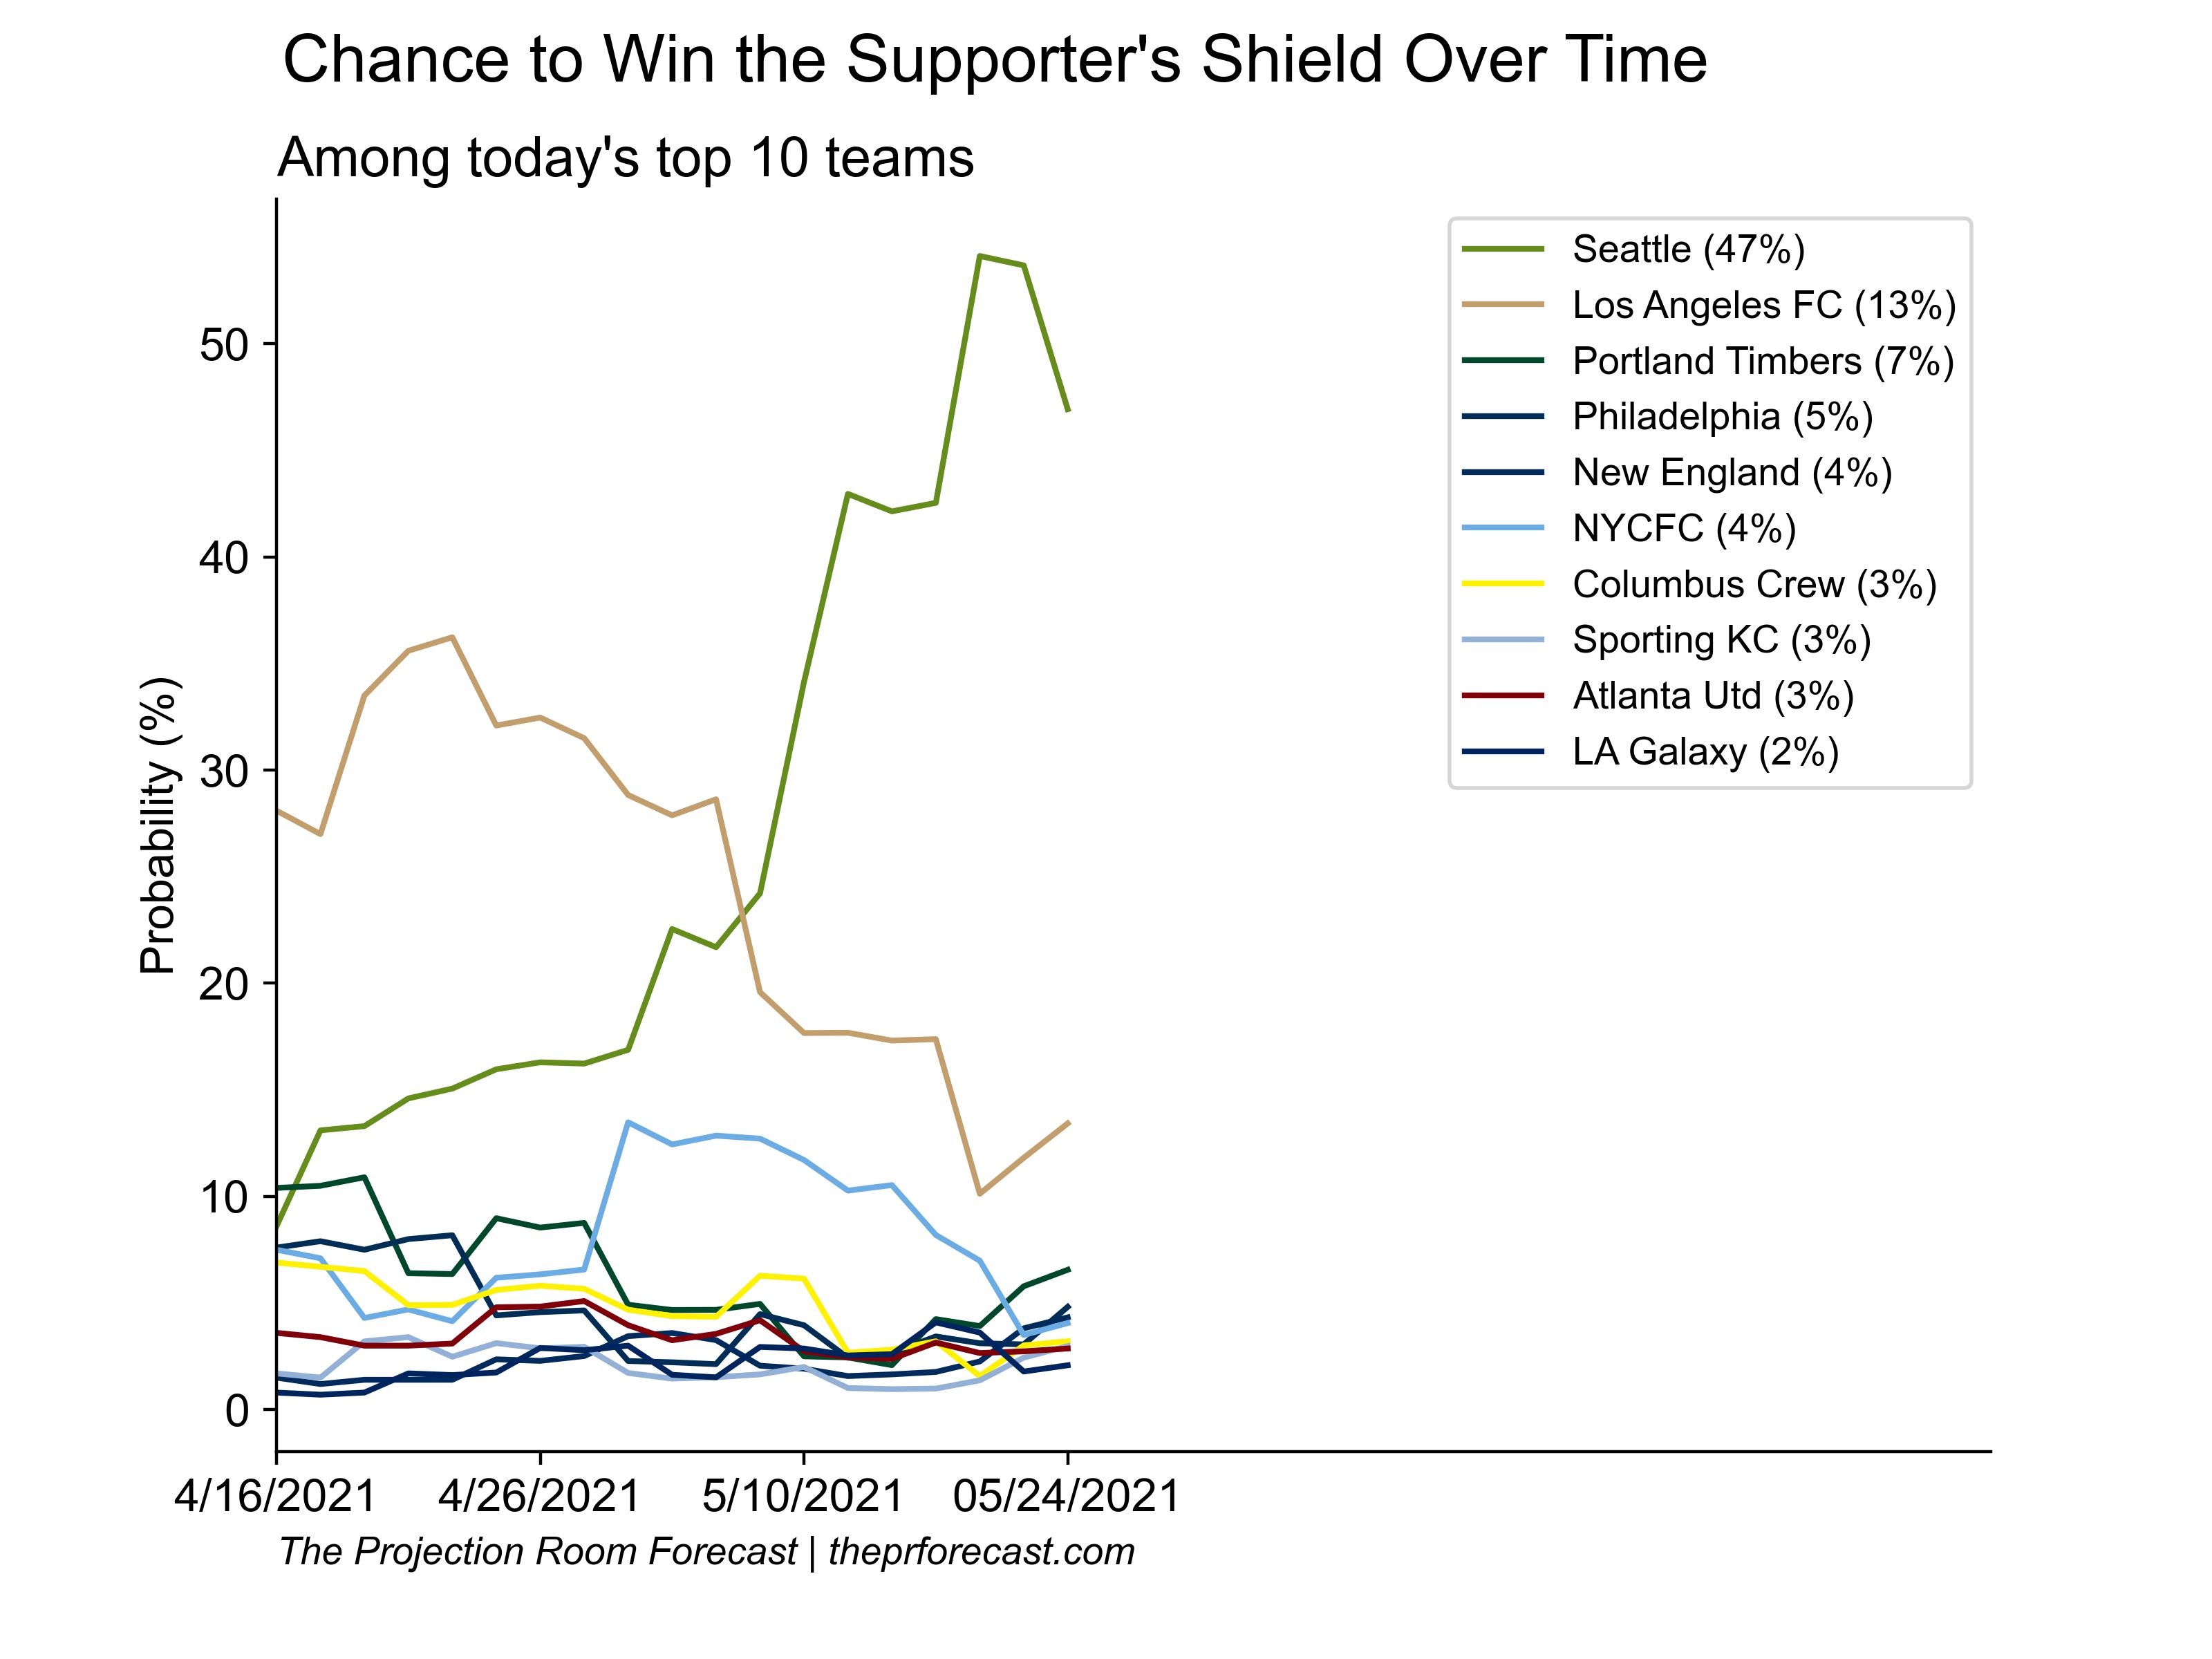 Chance to Win the Supporter's Shield Over Time
Among today's top 10 teams
Probability (%)
50
40
30
20
10
0
4/16/2021
4/26/2021
5/10/2021
05/24/2021
Seattle (47%)
Los Angeles FC (13%)
Portland Timbers (7%)
Philadelphia (5%)
New England (4%)
NYCFC (4%)
Columbus Crew (3%)
Sporting KC (3%)
Atlanta Utd (3%)
LA Galaxy (2%)
The Projection Room Forecast | theprforecast.com